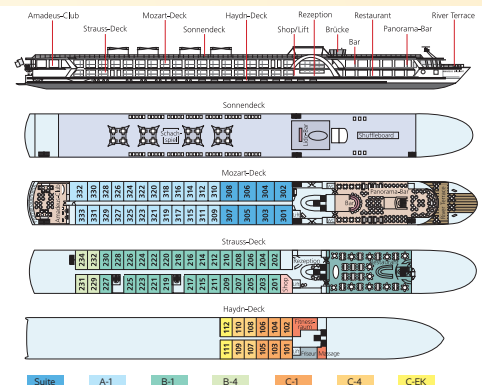 Amadeus-Club Strauss-Deck Mozart-Deck Sonnendeck Haydn-Deck Shop/Lift Rezeption Brücke Bar Restaurant Panorama-Bar River Terrace
Sonnendeck
Schach-
spiel
Lido-Bar
Shuffleboard
Mozart-Deck
Amadeus-Club
332 330 328 326 324 322 320 318 316 314 312 310 308 306 304 302
333 331 329 327 325 323 321 319 317 315 311 309 307 305 303 301
Bar
Panorama-Bar
River Terrace
Strauss-Deck
234 232 230 228 226 224 222 220 218 216 214 212 210 208 206 204 202
231 229 227 225 223 221 219 217 215 211 209 207 205 203 201
Shop
Rezeption
Haydn-Deck
112 110 108 106 104 102
111 109 107 105 103 101
Fitness-
raum
Friseur
Massage
Suite A-1 B-1 B-4 C-1 C-4 C-EK